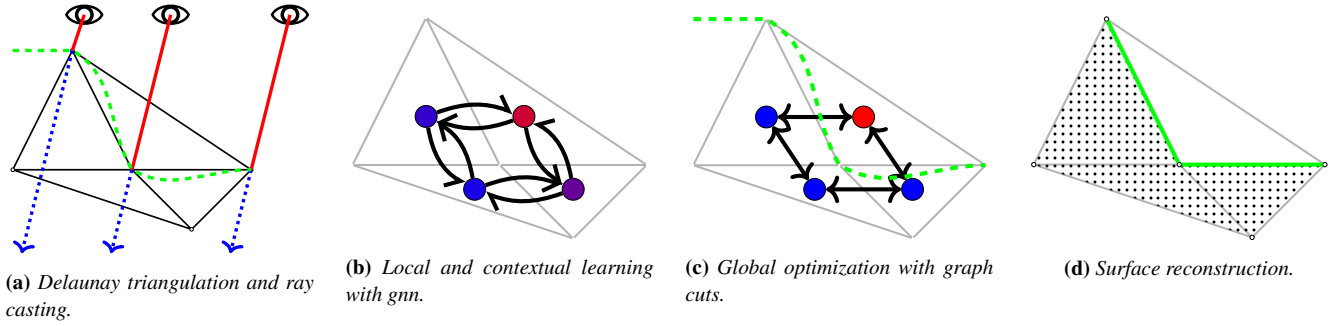 (a) Delaunay triangulation and ray
casting.
(b) Local and contextual learning
with gnn.
(c) Global optimization with graph
cuts.
(d) Surface reconstruction.